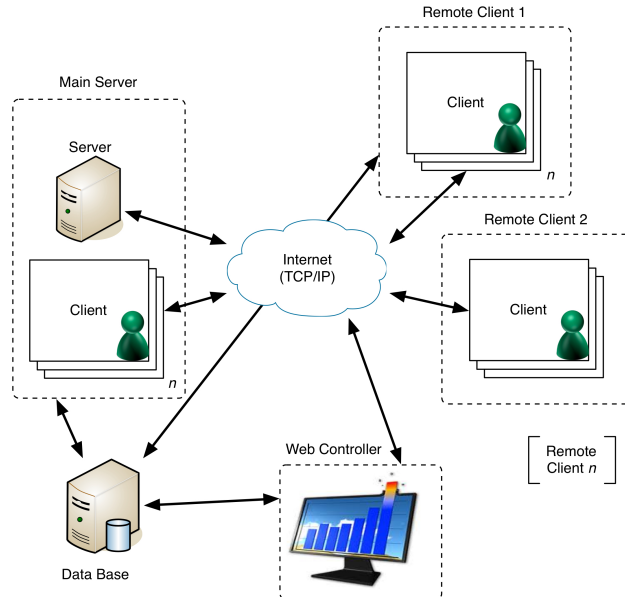 Remote Client 1
Client
n
Main Server
Server
Client
n
Internet
(TCP/IP)
Remote Client 2
Client
Web Controller
Remote
Client n
Data Base